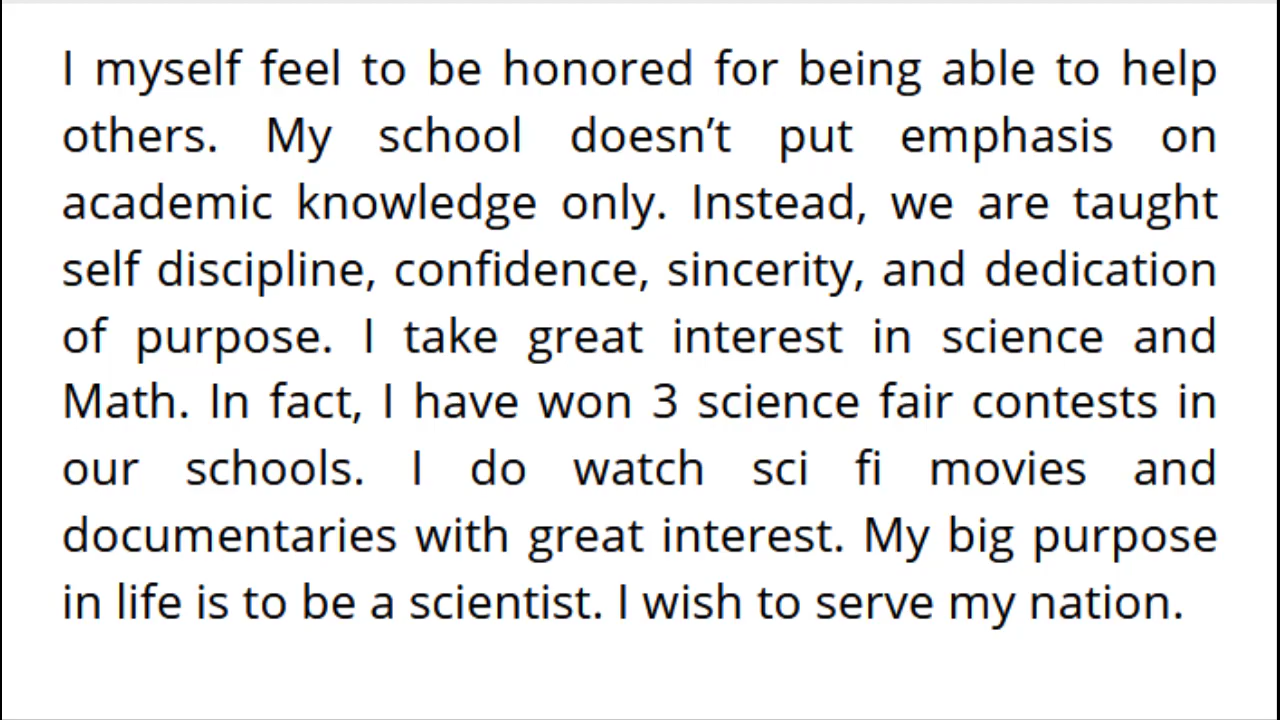 I myself feel to be honored for being able to help
others. My school doesn’t put emphasis on
academic knowledge only. Instead, we are taught
self discipline, confidence, sincerity, and dedication
of purpose. I take great interest in science and
Math. In fact, I have won 3 science fair contests in
our schools. I do watch sci fi movies and
documentaries with great interest. My big purpose
in life is to be a scientist. I wish to serve my nation.